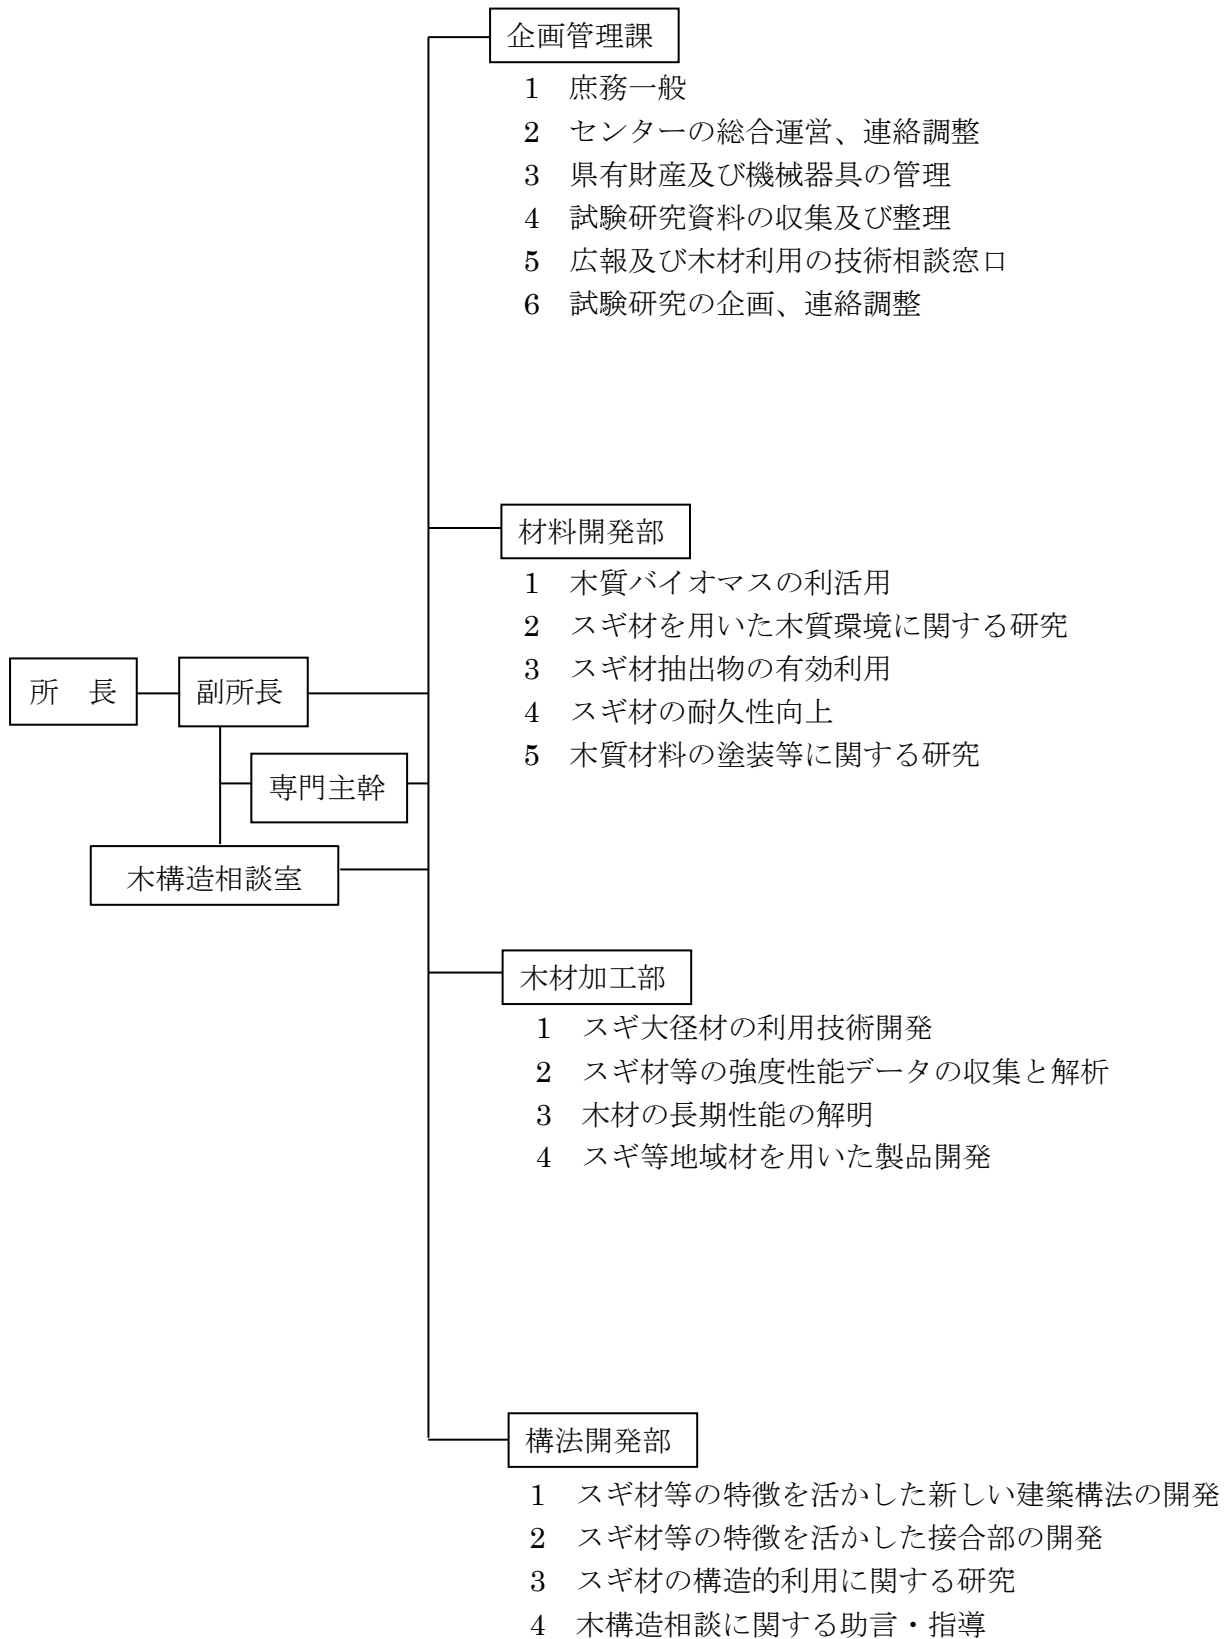 企画管理課
1 庶務一般
2 センターの総合運営、連絡調整
3 県有財産及び機械器具の管理
4 試験研究資料の収集及び整理
5 広報及び木材利用の技術相談窓口
6 試験研究の企画、連絡調整
材料開発部
1 木質バイオマスの利活用
2 スギ材を用いた木質環境に関する研究
3 スギ材抽出物の有効利用
4 スギ材の耐久性向上
5 木質材料の塗装等に関する研究
所　長
副所長
専門主幹
木構造相談室
木材加工部
1 スギ大径材の利用技術開発
2 スギ材等の強度性能データの収集と解析
3 木材の長期性能の解明
4 スギ等地域材を用いた製品開発
構法開発部
1 スギ材等の特徴を活かした新しい建築構法の開発
2 スギ材等の特徴を活かした接合部の開発
3 スギ材の構造的利用に関する研究
4 木構造相談に関する助言・指導